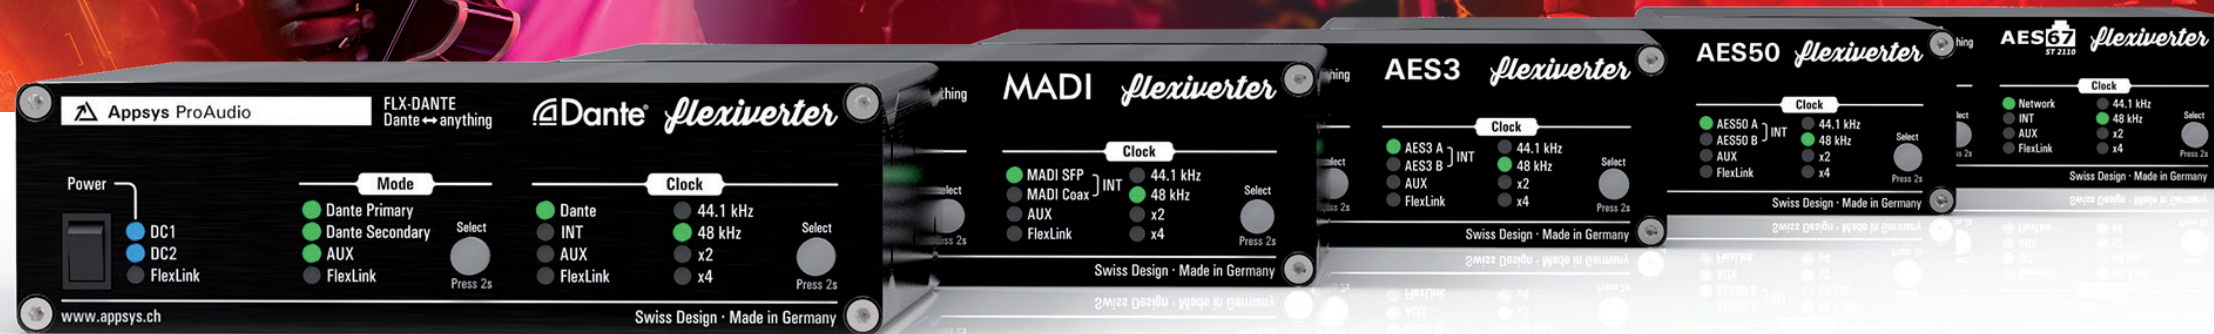 Appsys ProAudio
FLX-DANTE
Dante ↔ anything
Dante® flexiverter
Power
DC1
DC2
FlexLink
Mode
Dante Primary
Dante Secondary
AUX
FlexLink
Select
Press 2s
Clock
Dante
INT
AUX
FlexLink
44.1 kHz
48 kHz
x2
x4
Select
Press 2s
www.appsys.ch
Swiss Design · Made in Germany
MADI flexiverter
Clock
MADI SFP
MADI Coax
INT
AUX
FlexLink
44.1 kHz
48 kHz
x2
x4
Select
Press 2s
Swiss Design · Made in Germany
AES3 flexiverter
Clock
AES3 A
AES3 B
INT
AUX
FlexLink
44.1 kHz
48 kHz
x2
x4
Select
Press 2s
Swiss Design · Made in Germany
AES50 flexiverter
Clock
AES50 A
AES50 B
INT
AUX
FlexLink
44.1 kHz
48 kHz
x2
x4
Select
Press 2s
Swiss Design · Made in Germany
AES67 flexiverter
ST 2110
Clock
Network
INT
AUX
FlexLink
44.1 kHz
48 kHz
x2
x4
Select
Press 2s
Swiss Design · Made in Germany